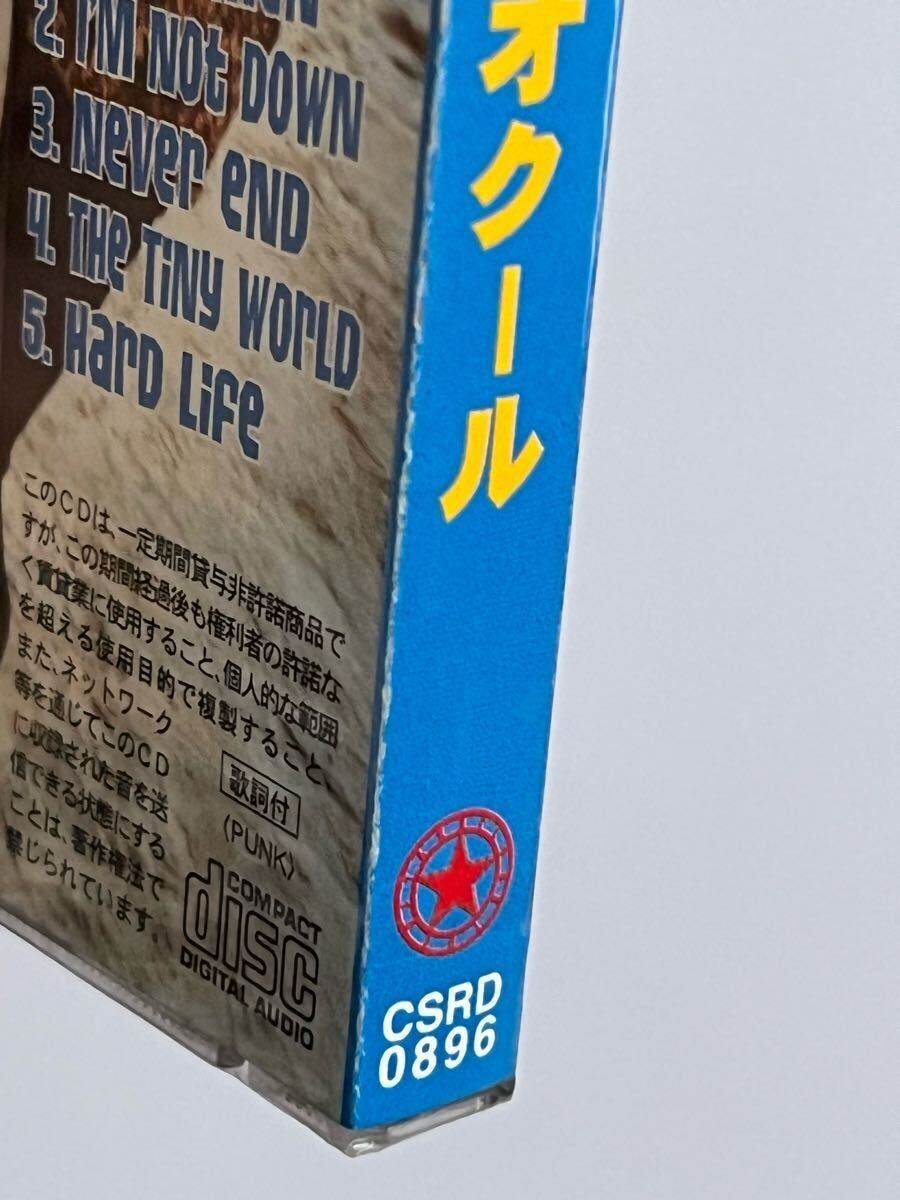 2. I'M Not DOWN
3. Never END
4. THe TiNY WorLD
5. HarD LiFe
このCDは、一定期間貸与非許諾商品で
すが、この期間経過後も権利者の許諾な
く賃貸業に使用すること、個人的な範囲
を超える使用目的で複製すること、
また、ネットワーク
等を通じてこのCD
に収録された音を送
信できる状態にする
ことは、著作権法で
禁じられています。
歌詞付
〈PUNK〉
COMPACT
disc
DIGITAL AUDIO
オクール
CSRD
0896